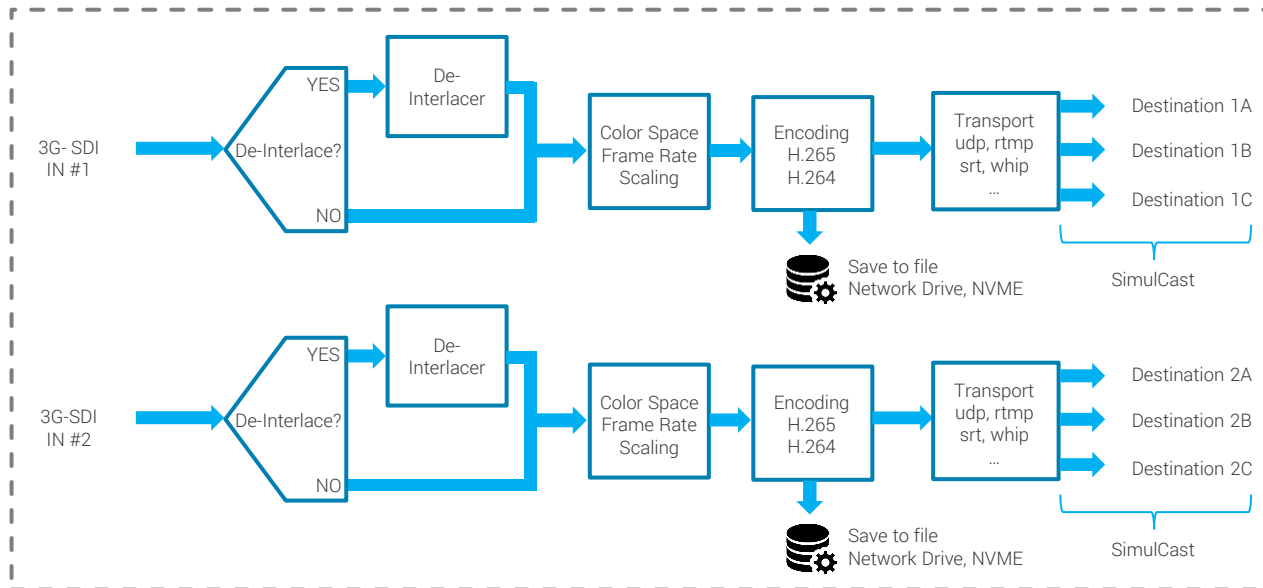 3G- SDI
IN #1
De-Interlace?
YES
NO
De-
Interlacer
Color Space
Frame Rate
Scaling
Encoding
H.265
H.264
Transport
udp, rtmp
srt, whip
...
Destination 1A
Destination 1B
Destination 1C
SimulCast
Save to file
Network Drive, NVME
3G-SDI
IN #2
De-Interlace?
YES
NO
De-
Interlacer
Color Space
Frame Rate
Scaling
Encoding
H.265
H.264
Transport
udp, rtmp
srt, whip
...
Destination 2A
Destination 2B
Destination 2C
SimulCast
Save to file
Network Drive, NVME